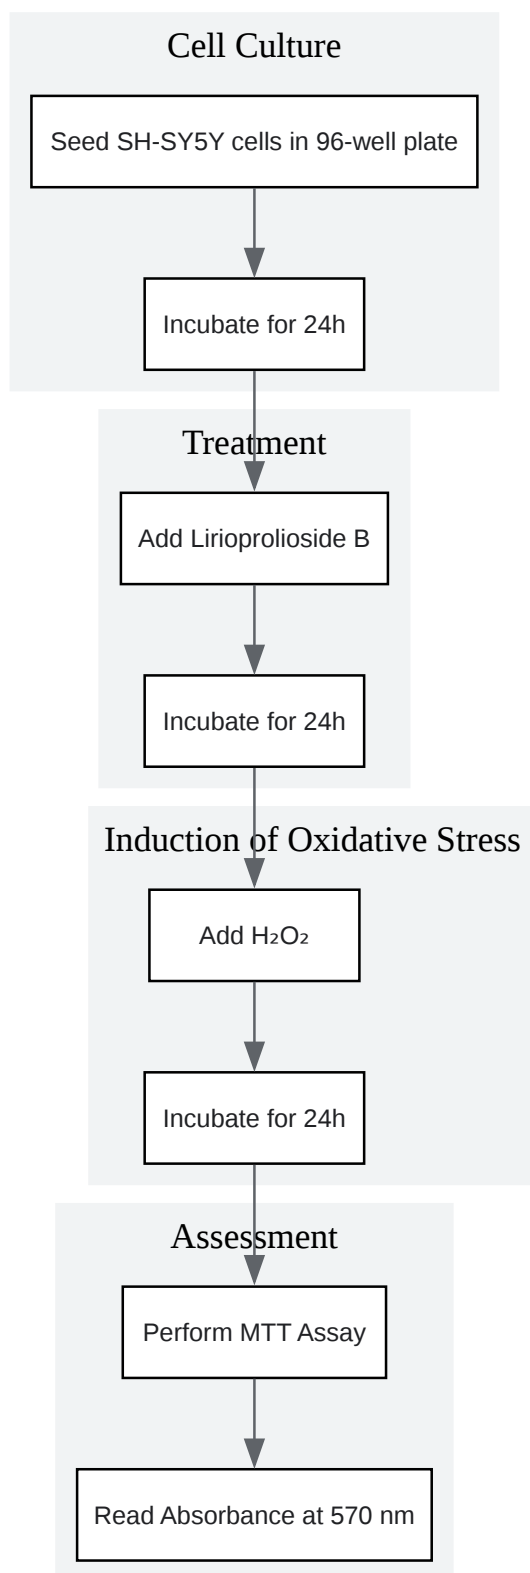 Cell Culture
Seed SH-SY5Y cells in 96-well plate
Incubate for 24h
Treatment
Add Lirioprolioside B
Incubate for 24h
Induction of Oxidative Stress
Add H₂O₂
Incubate for 24h
Assessment
Perform MTT Assay
Read Absorbance at 570 nm